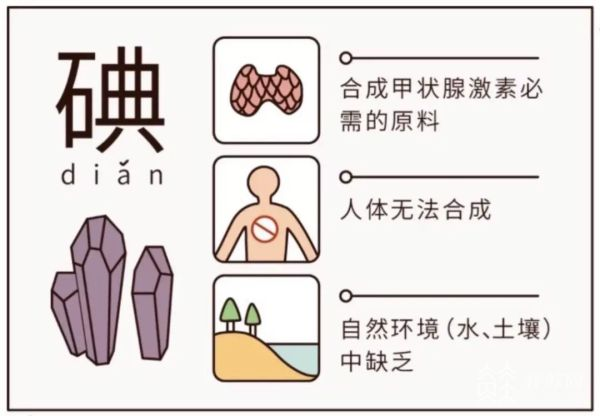 碘
diǎn
合成甲状腺激素必
需的原料
人体无法合成
自然环境（水、土壤）
中缺乏